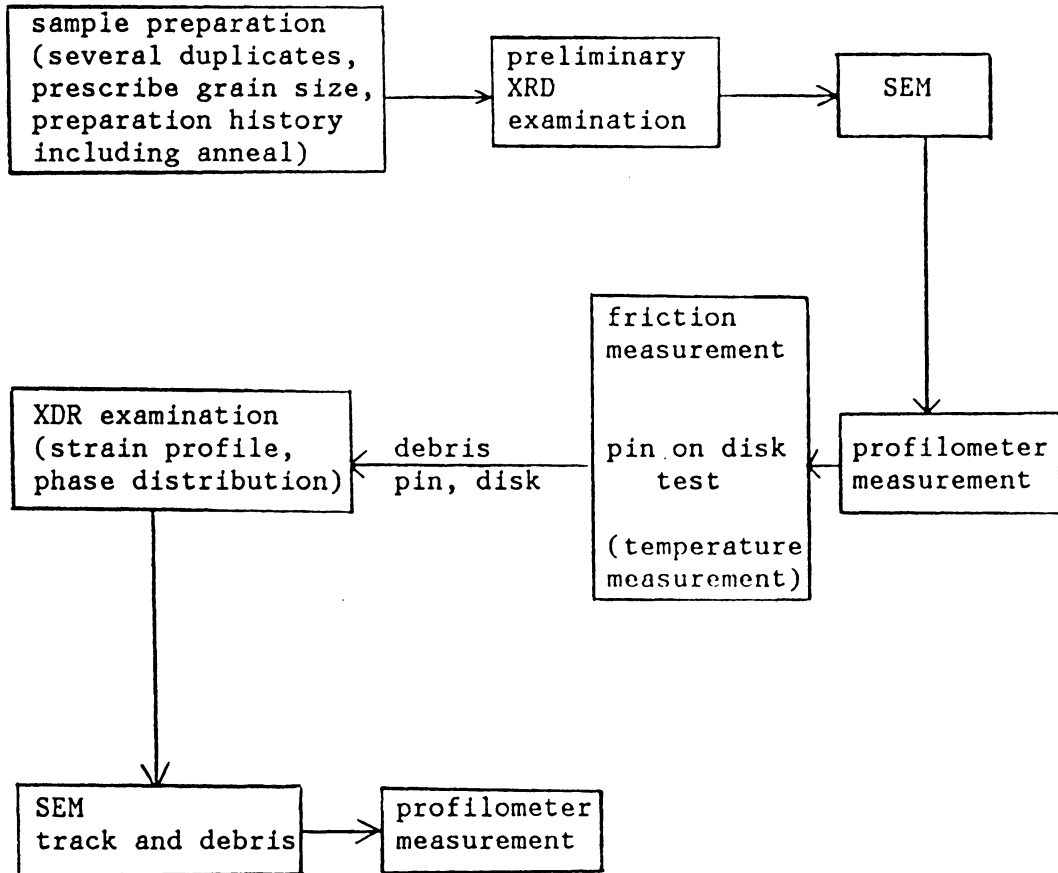 sample preparation
(several duplicates,
prescribe grain size,
preparation history
including anneal)
preliminary
XRD
examination
SEM
profilometer
measurement
friction
measurement
pin on disk
test
(temperature
measurement)
debris
pin, disk
XDR examination
(strain profile,
phase distribution)
SEM
track and debris
profilometer
measurement